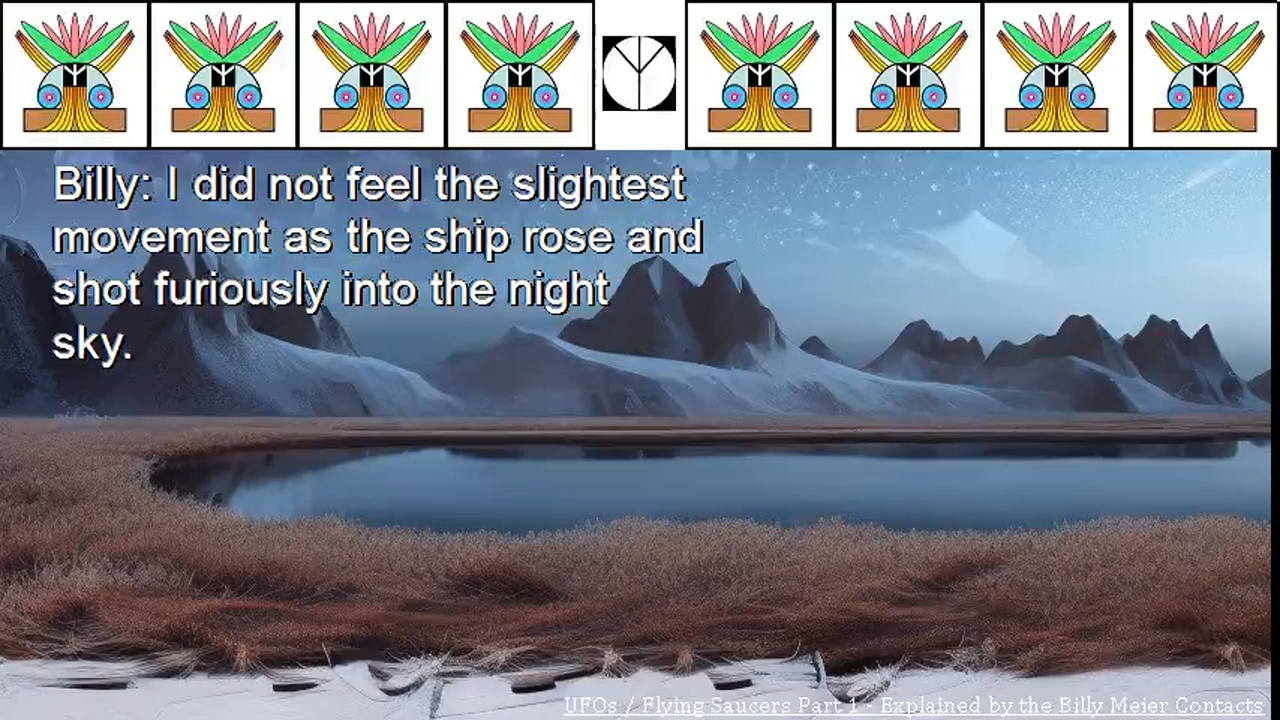 Billy: I did not feel the slightest
movement as the ship rose and
shot furiously into the night
sky.
UFOs / Flying Saucers Part 1 - Explained by the Billy Meier Contacts